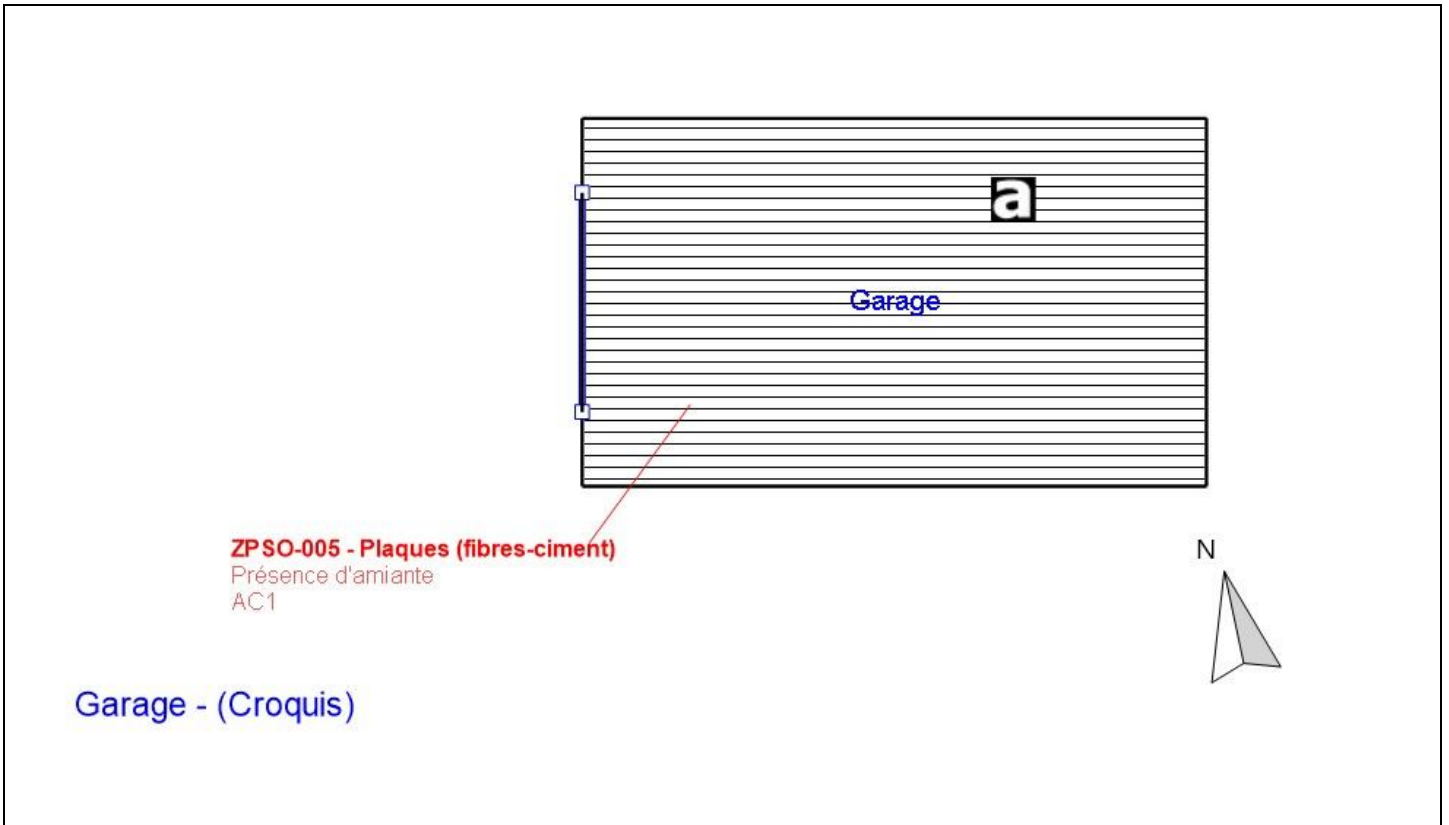 a
Garage
ZPSO-005 - Plaques (fibres-ciment)
Présence d'amiante
AC1
N
Garage - (Croquis)